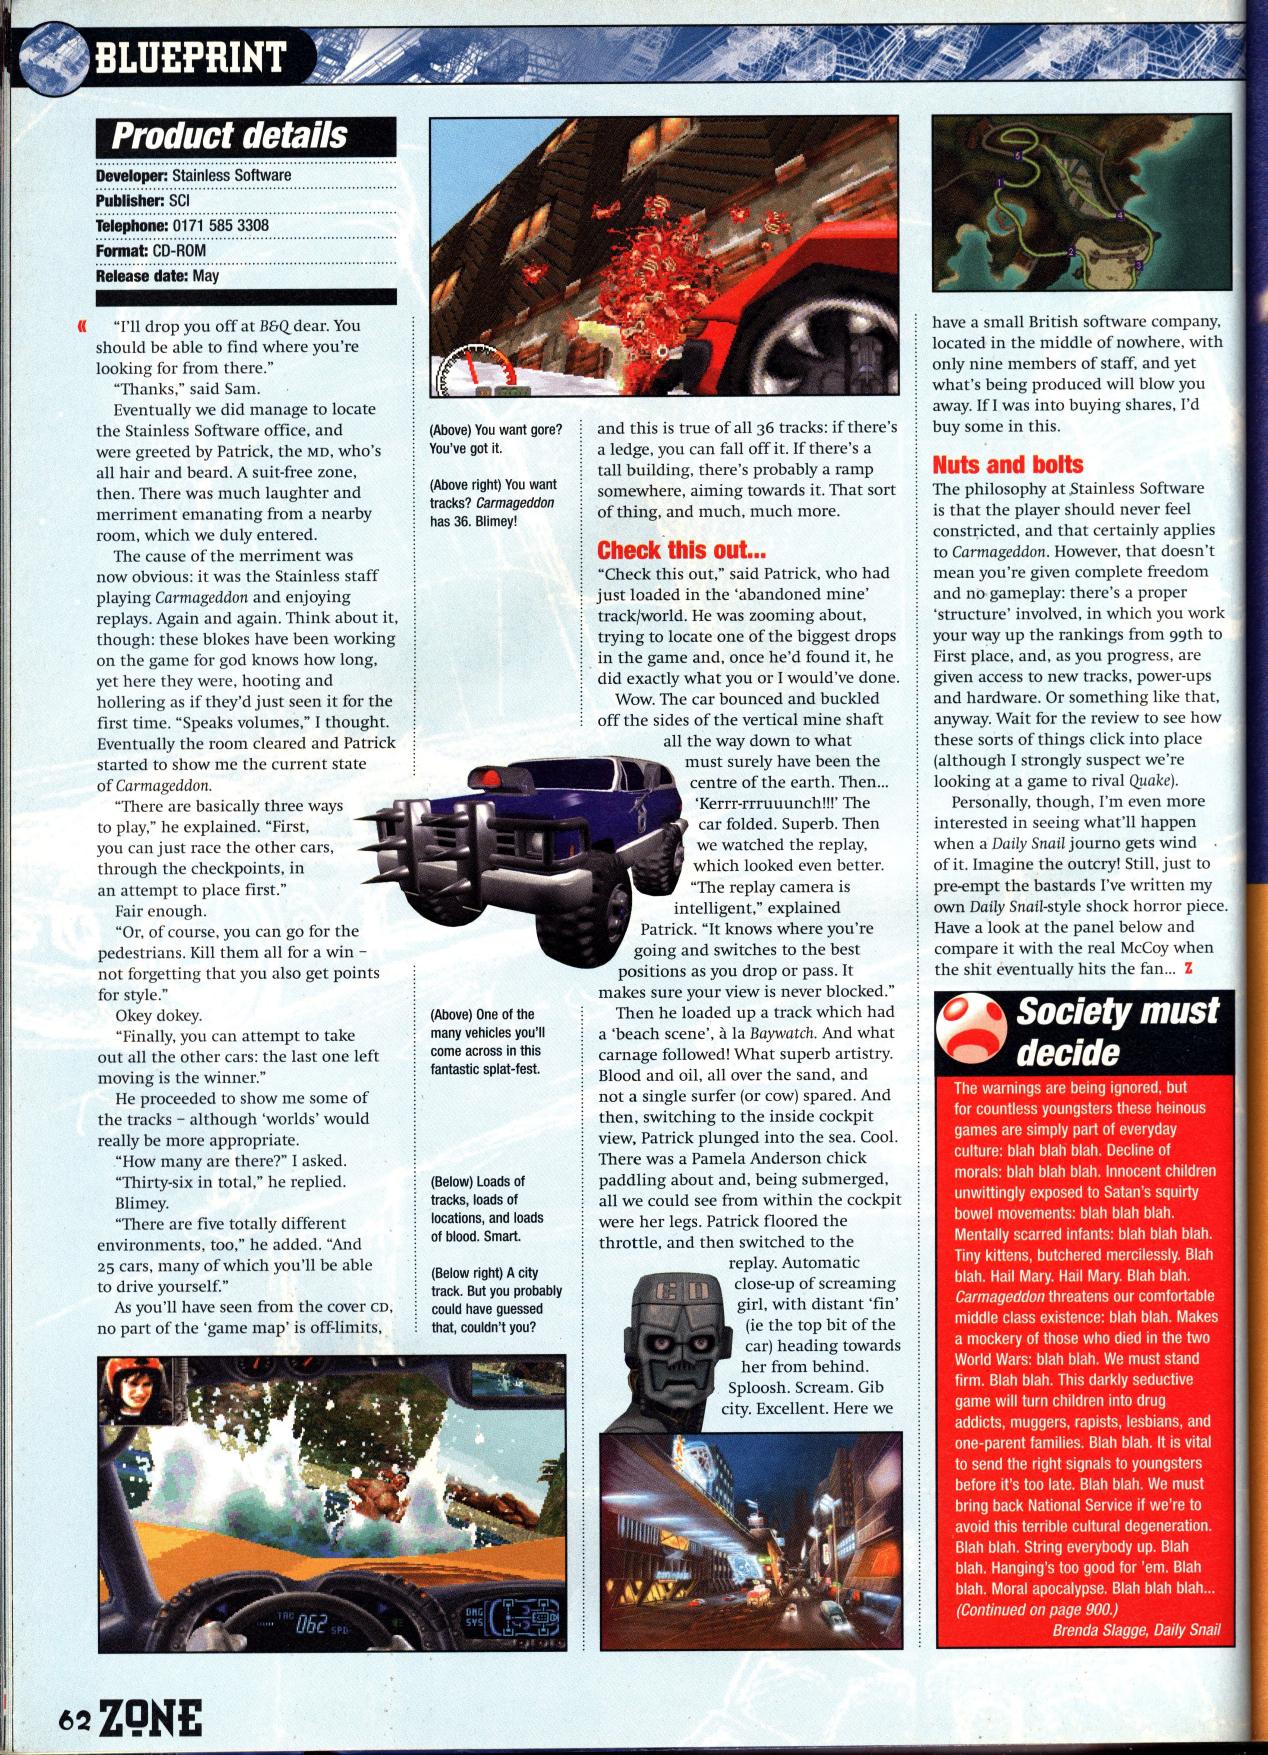 BLUEPRINT
Product details
Developer: Stainless Software
Publisher: SCI
Telephone: 0171 585 3308
Format: CD-ROM
Release date: May
“I’ll drop you off at B&Q dear. You
should be able to find where you’re
looking for from there.”
“Thanks,” said Sam.
Eventually we did manage to locate
the Stainless Software office, and
were greeted by Patrick, the MD, who’s
all hair and beard. A suit-free zone,
then. There was much laughter and
merriment emanating from a nearby
room, which we duly entered.
The cause of the merriment was
now obvious: it was the Stainless staff
playing Carmageddon and enjoying
replays. Again and again. Think about it,
though: these blokes have been working
on the game for god knows how long,
yet here they were, hooting and
hollering as if they’d just seen it for the
first time. “Speaks volumes,” I thought.
Eventually the room cleared and Patrick
started to show me the current state
of Carmageddon.
“There are basically three ways
to play,” he explained. “First,
you can just race the other cars,
through the checkpoints, in
an attempt to place first.”
Fair enough.
“Or, of course, you can go for the
pedestrians. Kill them all for a win –
not forgetting that you also get points
for style.”
Okey dokey.
“Finally, you can attempt to take
out all the other cars: the last one left
moving is the winner.”
He proceeded to show me some of
the tracks – although ‘worlds’ would
really be more appropriate.
“How many are there?” I asked.
“Thirty-six in total,” he replied.
Blimey.
“There are five totally different
environments, too,” he added. “And
25 cars, many of which you’ll be able
to drive yourself.”
As you’ll have seen from the cover CD,
no part of the ‘game map’ is off-limits,
(Above) You want gore?
You’ve got it.
(Above right) You want
tracks? Carmageddon
has 36. Blimey!
(Above) One of the
many vehicles you’ll
come across in this
fantastic splat-fest.
(Below) Loads of
tracks, loads of
locations, and loads
of blood. Smart.
(Below right) A city
track. But you probably
could have guessed
that, couldn’t you?
and this is true of all 36 tracks: if there’s
a ledge, you can fall off it. If there’s a
tall building, there’s probably a ramp
somewhere, aiming towards it. That sort
of thing, and much, much more.
Check this out...
“Check this out,” said Patrick, who had
just loaded in the ‘abandoned mine’
track/world. He was zooming about,
trying to locate one of the biggest drops
in the game and, once he’d found it, he
did exactly what you or I would’ve done.
Wow. The car bounced and buckled
off the sides of the vertical mine shaft
all the way down to what
must surely have been the
centre of the earth. Then...
‘Kerrr-rrruuunch!!!’ The
car folded. Superb. Then
we watched the replay,
which looked even better.
“The replay camera is
intelligent,” explained
Patrick. “It knows where you’re
going and switches to the best
positions as you drop or pass. It
makes sure your view is never blocked.”
Then he loaded up a track which had
a ‘beach scene’, à la Baywatch. And what
carnage followed! What superb artistry.
Blood and oil, all over the sand, and
not a single surfer (or cow) spared. And
then, switching to the inside cockpit
view, Patrick plunged into the sea. Cool.
There was a Pamela Anderson chick
paddling about and, being submerged,
all we could see from within the cockpit
were her legs. Patrick floored the
throttle, and then switched to the
replay. Automatic
close-up of screaming
girl, with distant ‘fin’
(ie the top bit of the
car) heading towards
her from behind.
Sploosh. Scream. Gib
city. Excellent. Here we
ED
062
SPD
DMG
SYS
1
2
3
4
5
have a small British software company,
located in the middle of nowhere, with
only nine members of staff, and yet
what’s being produced will blow you
away. If I was into buying shares, I’d
buy some in this.
Nuts and bolts
The philosophy at Stainless Software
is that the player should never feel
constricted, and that certainly applies
to Carmageddon. However, that doesn’t
mean you’re given complete freedom
and no gameplay: there’s a proper
‘structure’ involved, in which you work
your way up the rankings from 99th to
First place, and, as you progress, are
given access to new tracks, power-ups
and hardware. Or something like that,
anyway. Wait for the review to see how
these sorts of things click into place
(although I strongly suspect we’re
looking at a game to rival Quake).
Personally, though, I’m even more
interested in seeing what’ll happen
when a Daily Snail journo gets wind
of it. Imagine the outcry! Still, just to
pre-empt the bastards I’ve written my
own Daily Snail-style shock horror piece.
Have a look at the panel below and
compare it with the real McCoy when
the shit eventually hits the fan... Z
Society must
decide
The warnings are being ignored, but
for countless youngsters these heinous
games are simply part of everyday
culture: blah blah blah. Decline of
morals: blah blah blah. Innocent children
unwittingly exposed to Satan’s squirty
bowel movements: blah blah blah.
Mentally scarred infants: blah blah blah.
Tiny kittens, butchered mercilessly. Blah
blah. Hail Mary. Hail Mary. Blah blah.
Carmageddon threatens our comfortable
middle class existence: blah blah. Makes
a mockery of those who died in the two
World Wars: blah blah. We must stand
firm. Blah blah. This darkly seductive
game will turn children into drug
addicts, muggers, rapists, lesbians, and
one-parent families. Blah blah. It is vital
to send the right signals to youngsters
before it’s too late. Blah blah. We must
bring back National Service if we’re to
avoid this terrible cultural degeneration.
Blah blah. String everybody up. Blah
blah. Hanging’s too good for ’em. Blah
blah. Moral apocalypse. Blah blah blah...
(Continued on page 900.)
Brenda Slagge, Daily Snail
62 ZONE